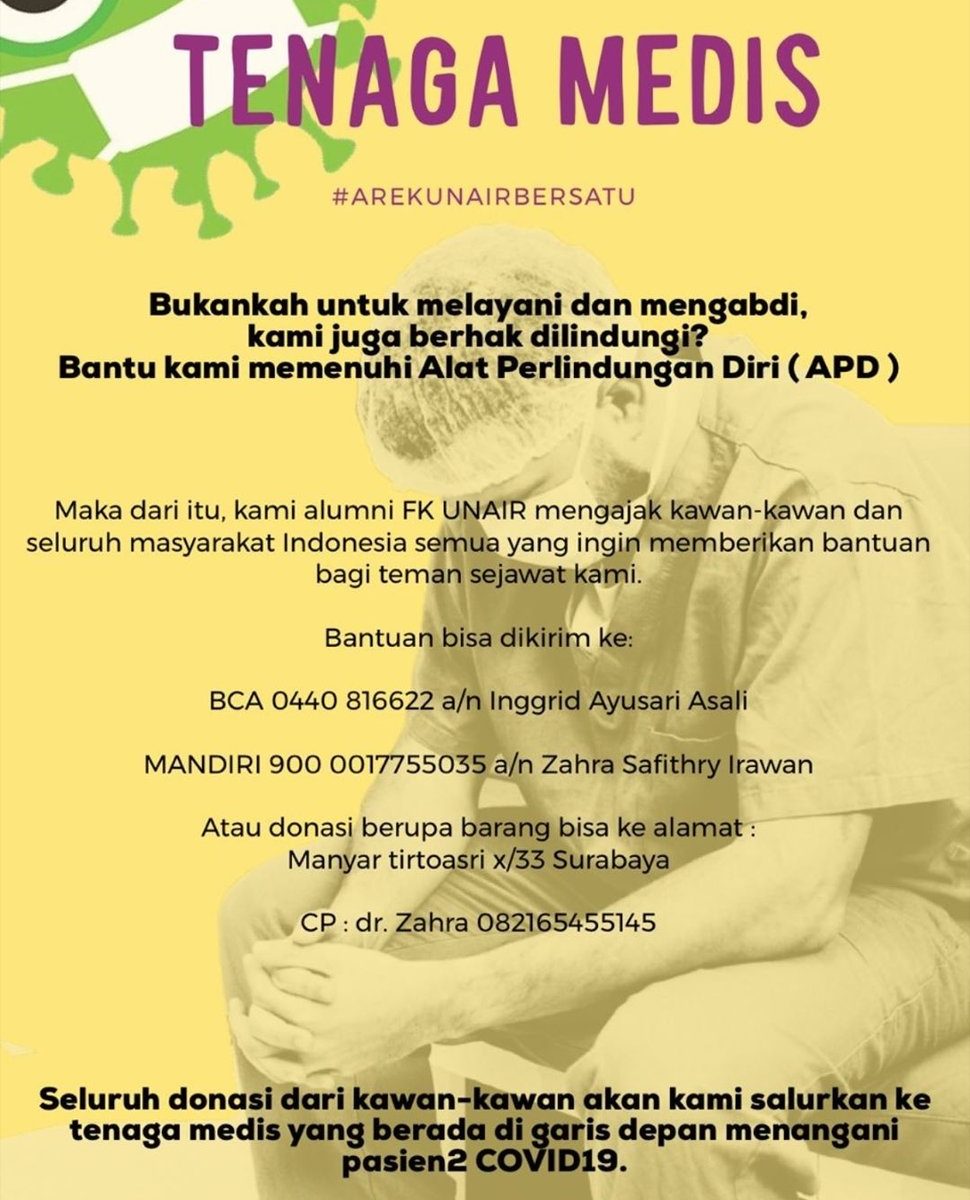 TENAGA MEDIS
#AREKUNAIRBERSATU
Bukankah untuk melayani dan mengabdi,
kami juga berhak dilindungi?
Bantu kami memenuhi Alat Perlindungan Diri ( APD )
Maka dari itu, kami alumni FK UNAIR mengajak kawan-kawan dan
seluruh masyarakat Indonesia semua yang ingin memberikan bantuan
bagi teman sejawat kami.
Bantuan bisa dikirim ke:
BCA 0440 816622 a/n Inggrid Ayusari Asali
MANDIRI 900 0017755035 a/n Zahra Safithry Irawan
Atau donasi berupa barang bisa ke alamat :
Manyar tirtoasri x/33 Surabaya
CP : dr. Zahra 082165455145
Seluruh donasi dari kawan-kawan akan kami salurkan ke
tenaga medis yang berada di garis depan menangani
pasien2 COVID19.